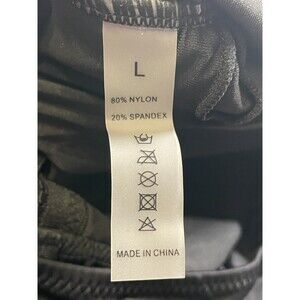 L
80% NYLON
20% SPANDEX
MADE IN CHINA